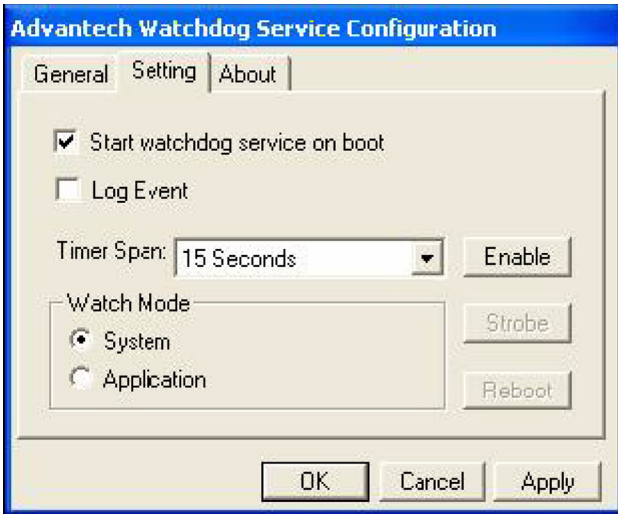 Advantech Watchdog Service Configuration
General Setting About
Start watchdog service on boot
Log Event
Timer Span: 15 Seconds Enable
Watch Mode
System
Application
Strobe
Reboot
OK Cancel Apply